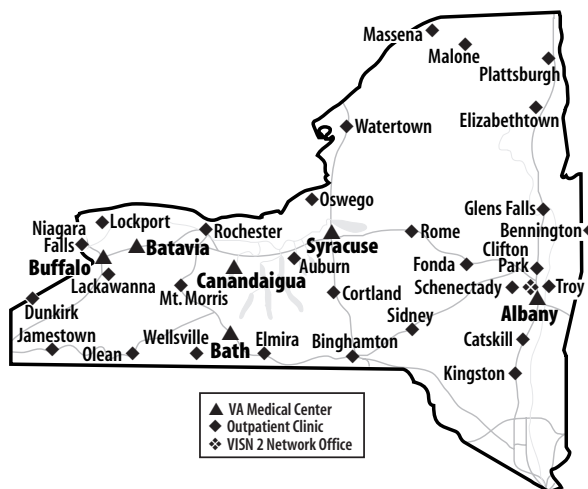 Massena
Malone
Plattsburgh
Elizabethtown
Watertown
Oswego
Glens Falls
Lockport
Niagara
Falls
Rochester
Bennington
Syracuse
Rome
Batavia
Clifton
Park
Buffalo
Auburn
Fonda
Canandaigua
Lackawanna
Schenectady
Troy
Mt. Morris
Cortland
Dunkirk
Albany
Sidney
Jamestown
Wellsville
Elmira
Binghamton
Catskill
Olean
Bath
Kingston
VA Medical Center
Outpatient Clinic
VISN 2 Network Office